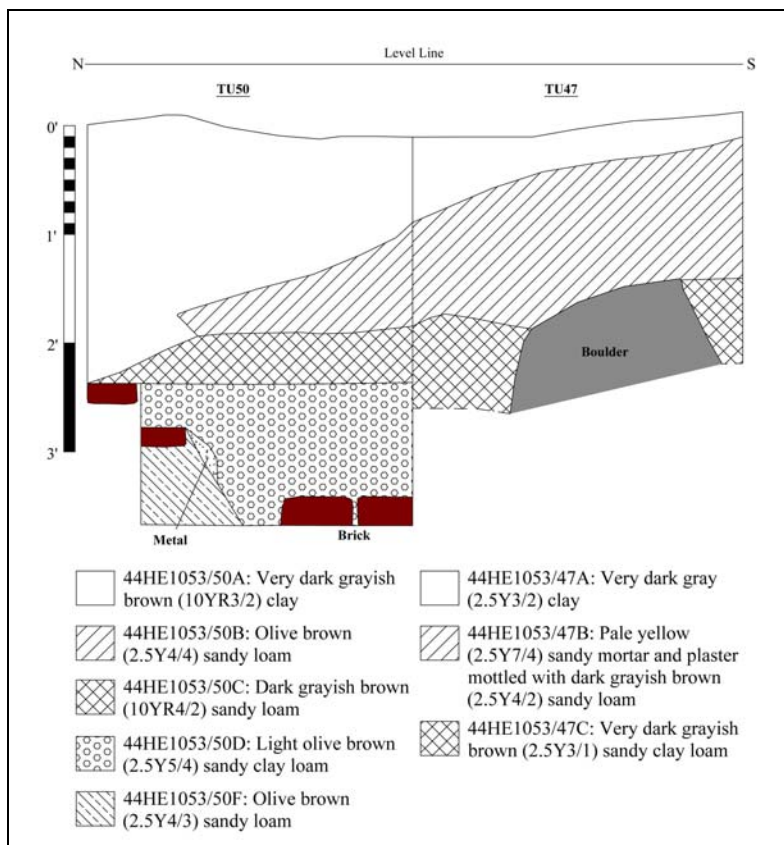 Level Line
N
S
TU50
TU47
0'
1'
2'
3'
Boulder
Metal
Brick
44HE1053/50A: Very dark grayish
brown (10YR3/2) clay
44HE1053/50B: Olive brown
(2.5Y4/4) sandy loam
44HE1053/50C: Dark grayish brown
(10YR4/2) sandy loam
44HE1053/50D: Light olive brown
(2.5Y5/4) sandy clay loam
44HE1053/50F: Olive brown
(2.5Y4/3) sandy loam
44HE1053/47A: Very dark gray
(2.5Y3/2) clay
44HE1053/47B: Pale yellow
(2.5Y7/4) sandy mortar and plaster
mottled with dark grayish brown
(2.5Y4/2) sandy loam
44HE1053/47C: Very dark grayish
brown (2.5Y3/1) sandy clay loam